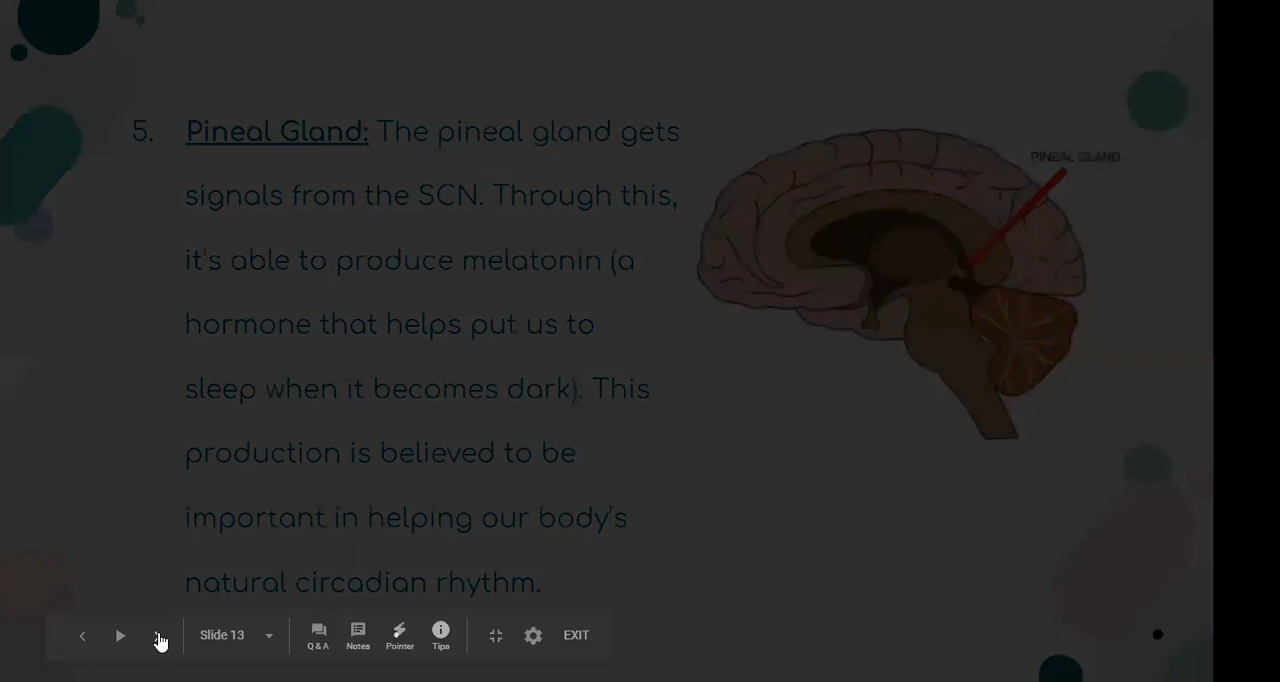 5. Pineal Gland: The pineal gland gets
signals from the SCN. Through this,
it's able to produce melatonin (a
hormone that helps put us to
sleep when it becomes dark). This
production is believed to be
important in helping our body's
natural circadian rhythm.
PINEAL GLAND
Slide 13
Q & A
Notes
Pointer
Tips
EXIT